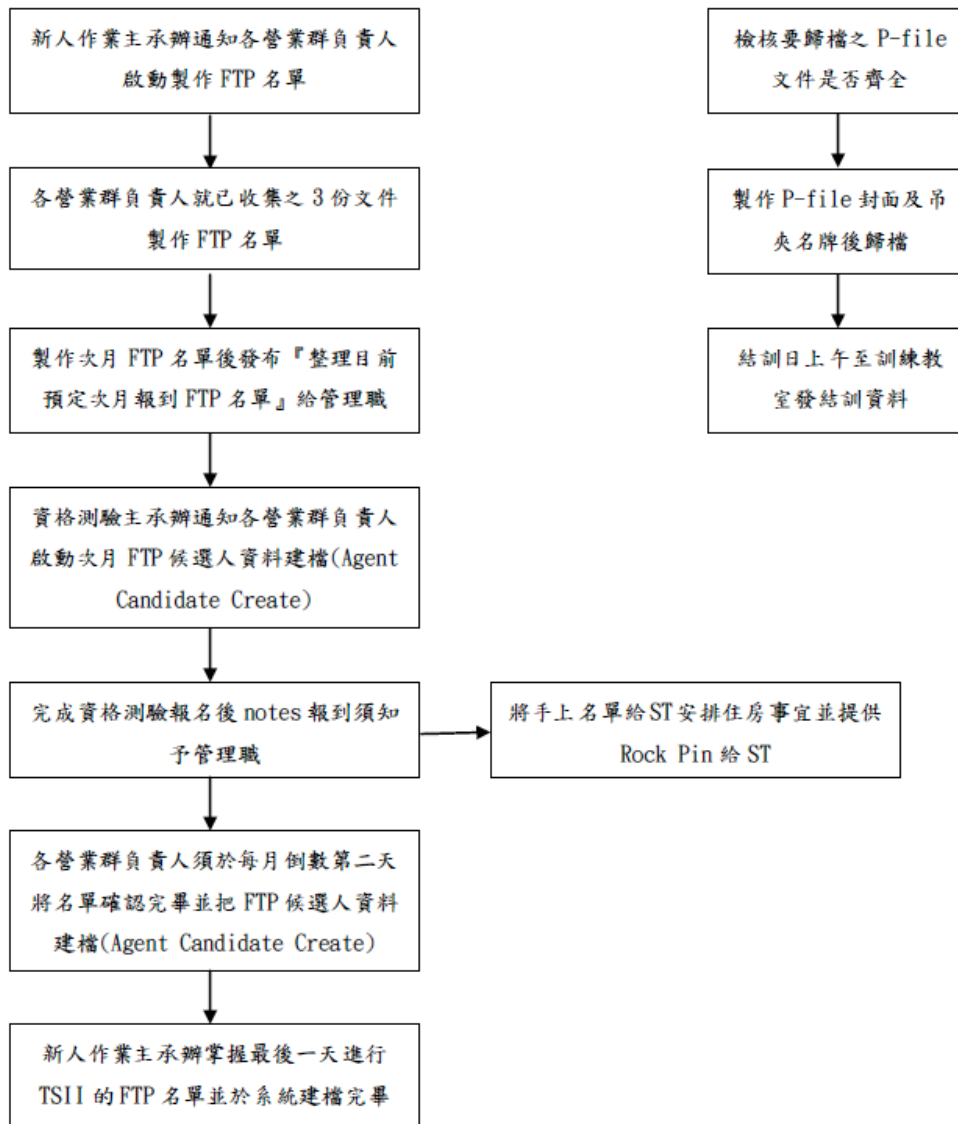 新人作業主承辦通知各營業群負責人
啟動製作 FTP 名單
各營業群負責人就已收集之 3 份文件
製作 FTP 名單
製作次月 FTP 名單後發布『整理目前
預定次月報到 FTP 名單』給管理職
資格測驗主承辦通知各營業群負責人
啟動次月 FTP 候選人資料建檔(Agent
Candidate Create)
完成資格測驗報名後 notes 報到須知
予管理職
將手上名單給 ST 安排住房事宜並提供
Rock Pin 給 ST
各營業群負責人須於每月倒數第二天
將名單確認完畢並把 FTP 候選人資料
建檔(Agent Candidate Create)
新人作業主承辦掌握最後一天進行
TSII 的 FTP 名單並於系統建檔完畢
檢核要歸檔之 P-file
文件是否齊全
製作 P-file 封面及吊
夾名牌後歸檔
結訓日上午至訓練教
室發結訓資料